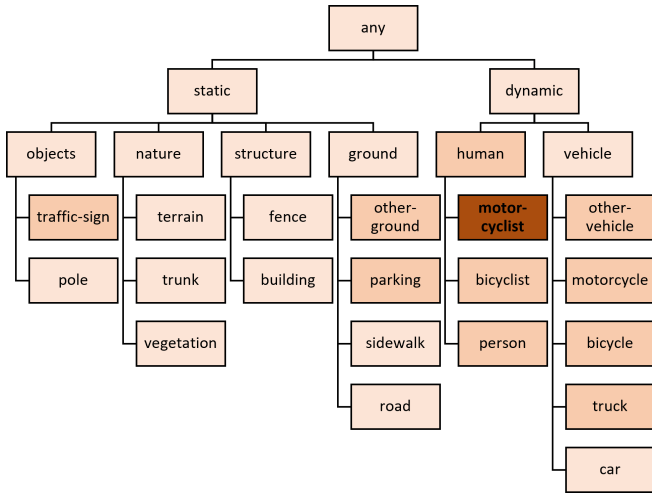 any
static
dynamic
objects
nature
structure
ground
human
vehicle
traffic-sign
terrain
fence
other-
ground
motor-
cyclist
other-
vehicle
pole
trunk
building
parking
bicyclist
motorcycle
vegetation
sidewalk
person
bicycle
road
truck
car